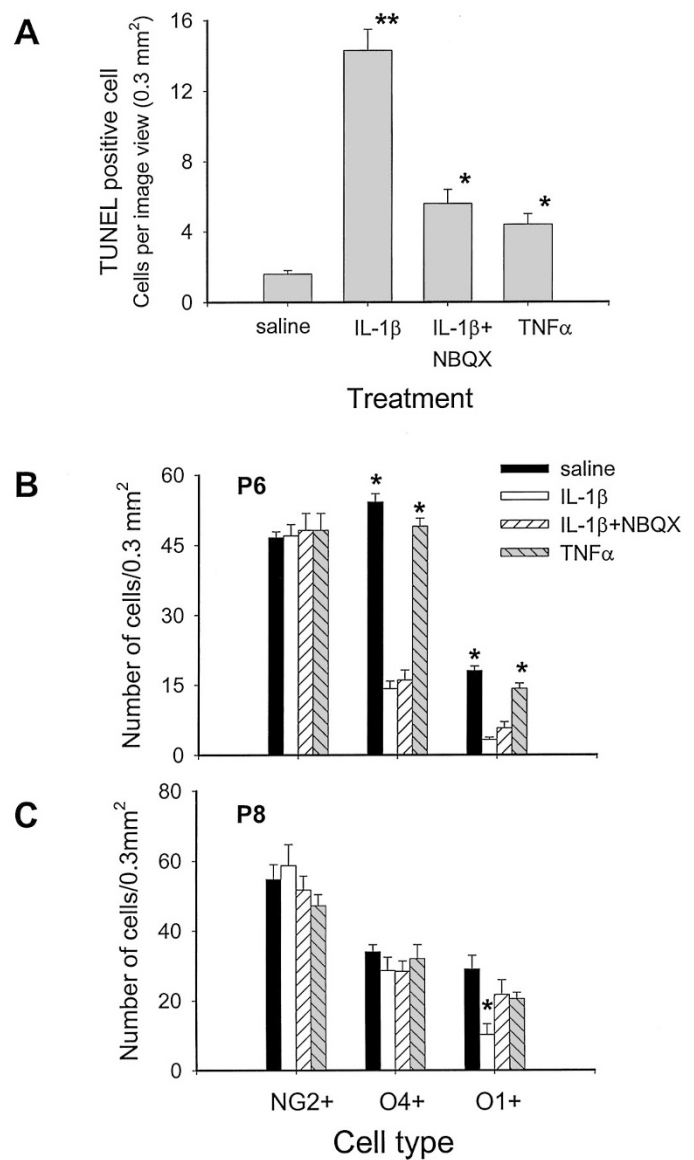 A
TUNEL positive cell
Cells per image view (0.3 mm²)
16
12
8
4
0
**
*
*
saline
IL-1β
IL-1β+
NBQX
TNFα
Treatment
B
P6
Number of cells/0.3 mm²
60
45
30
15
0
*
*
*
*
saline
IL-1β
IL-1β+NBQX
TNFα
C
P8
Number of cells/0.3mm²
80
60
40
20
0
*
NG2+
O4+
O1+
Cell type